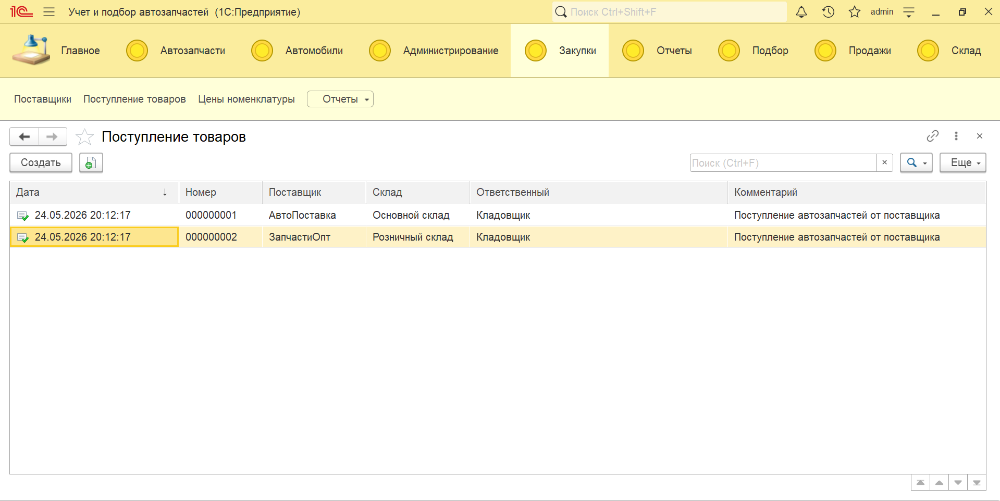 1С Учет и подбор автозапчастей (1С:Предприятие) Поиск Ctrl+Shift+F admin
Главное Автозапчасти Автомобили Администрирование Закупки Отчеты Подбор Продажи Склад
Поставщики Поступление товаров Цены номенклатуры Отчеты
Поступление товаров
Создать Поиск (Ctrl+F) × Еще
Дата ↓ Номер Поставщик Склад Ответственный Комментарий
24.05.2026 20:12:17 000000001 АвтоПоставка Основной склад Кладовщик Поступление автозапчастей от поставщика
24.05.2026 20:12:17 000000002 ЗапчастиОпт Розничный склад Кладовщик Поступление автозапчастей от поставщика